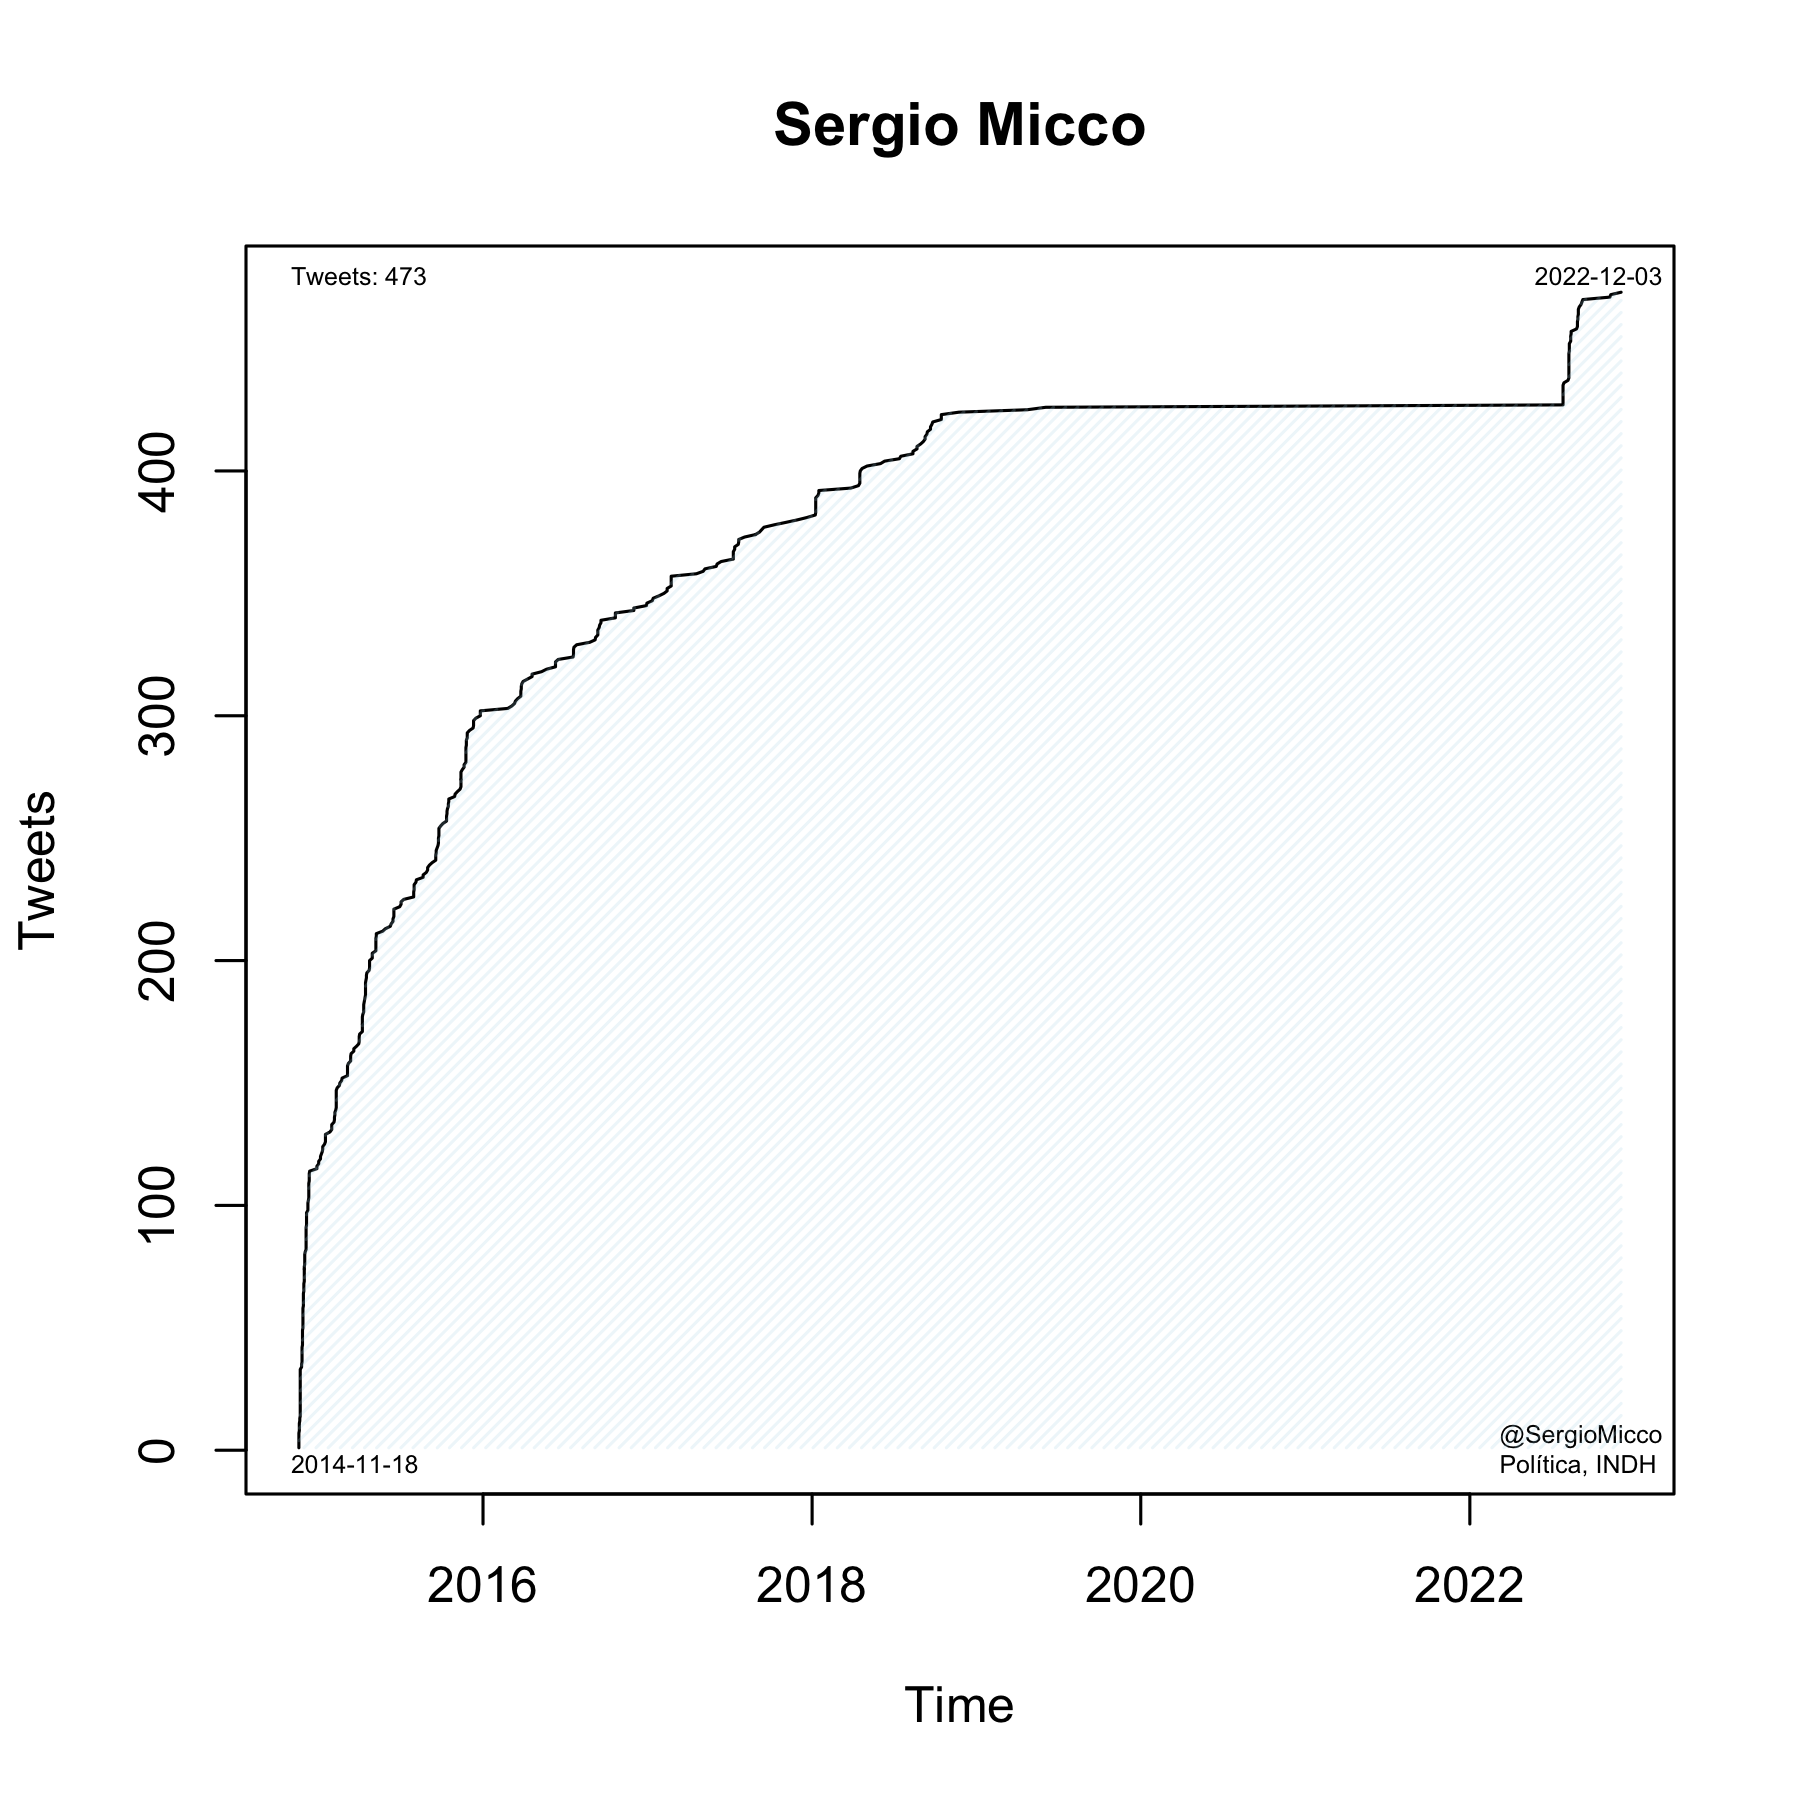 Sergio Micco
Tweets: 473
2022-12-03
400
300
200
100
0
Tweets
@SergioMicco
Política, INDH
2014-11-18
2016 2018 2020 2022
Time